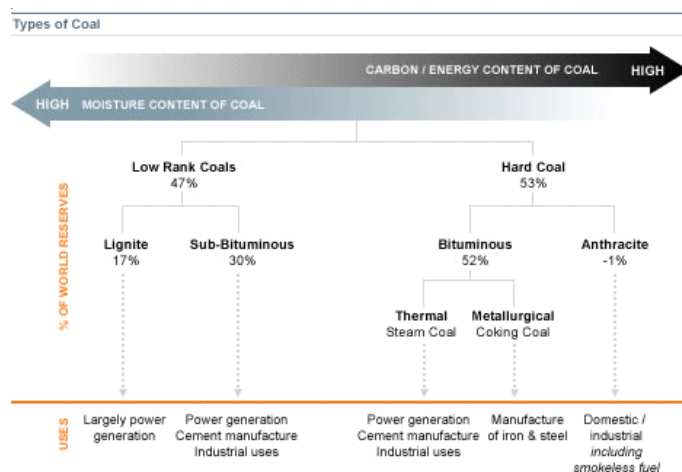 Types of Coal
CARBON / ENERGY CONTENT OF COAL HIGH
HIGH MOISTURE CONTENT OF COAL
% OF WORLD RESERVES
Low Rank Coals
47%
Hard Coal
53%
Lignite
17%
Sub-Bituminous
30%
Bituminous
52%
Anthracite
-1%
Thermal
Steam Coal
Metallurgical
Coking Coal
USES
Largely power
generation
Power generation
Cement manufacture
Industrial uses
Power generation
Cement manufacture
Industrial uses
Manufacture
of iron & steel
Domestic /
industrial
including
smokeless fuel